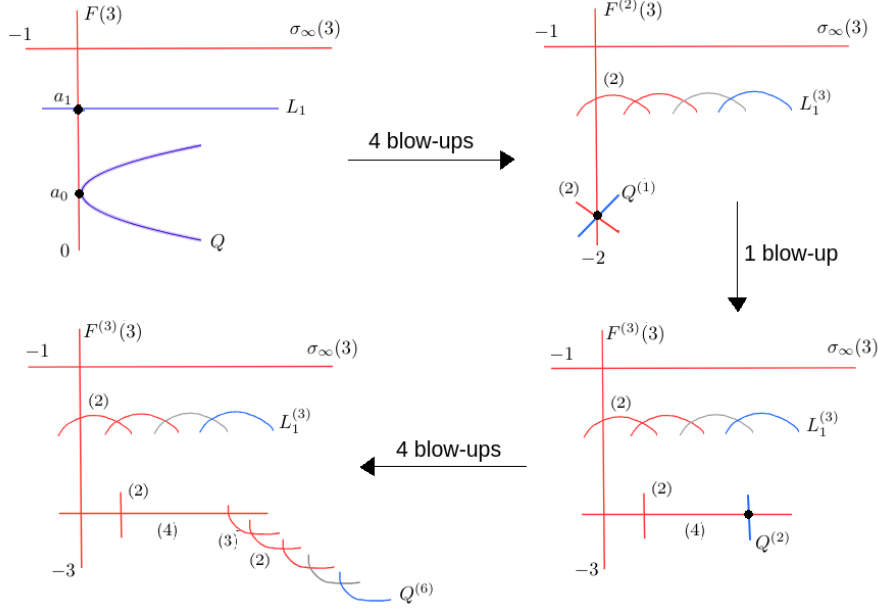 F(3)
−1
σ∞(3)
a₁
L₁
a₀
Q
0
4 blow-ups
F⁽²⁾(3)
−1
σ∞(3)
(2)
L₁⁽³⁾
(2)
Q⁽¹⁾
−2
1 blow-up
F⁽³⁾(3)
−1
σ∞(3)
(2)
L₁⁽³⁾
(2)
(4)
Q⁽²⁾
−3
4 blow-ups
F⁽³⁾(3)
−1
σ∞(3)
(2)
L₁⁽³⁾
(2)
(4)
(3)
(2)
−3
Q⁽⁶⁾